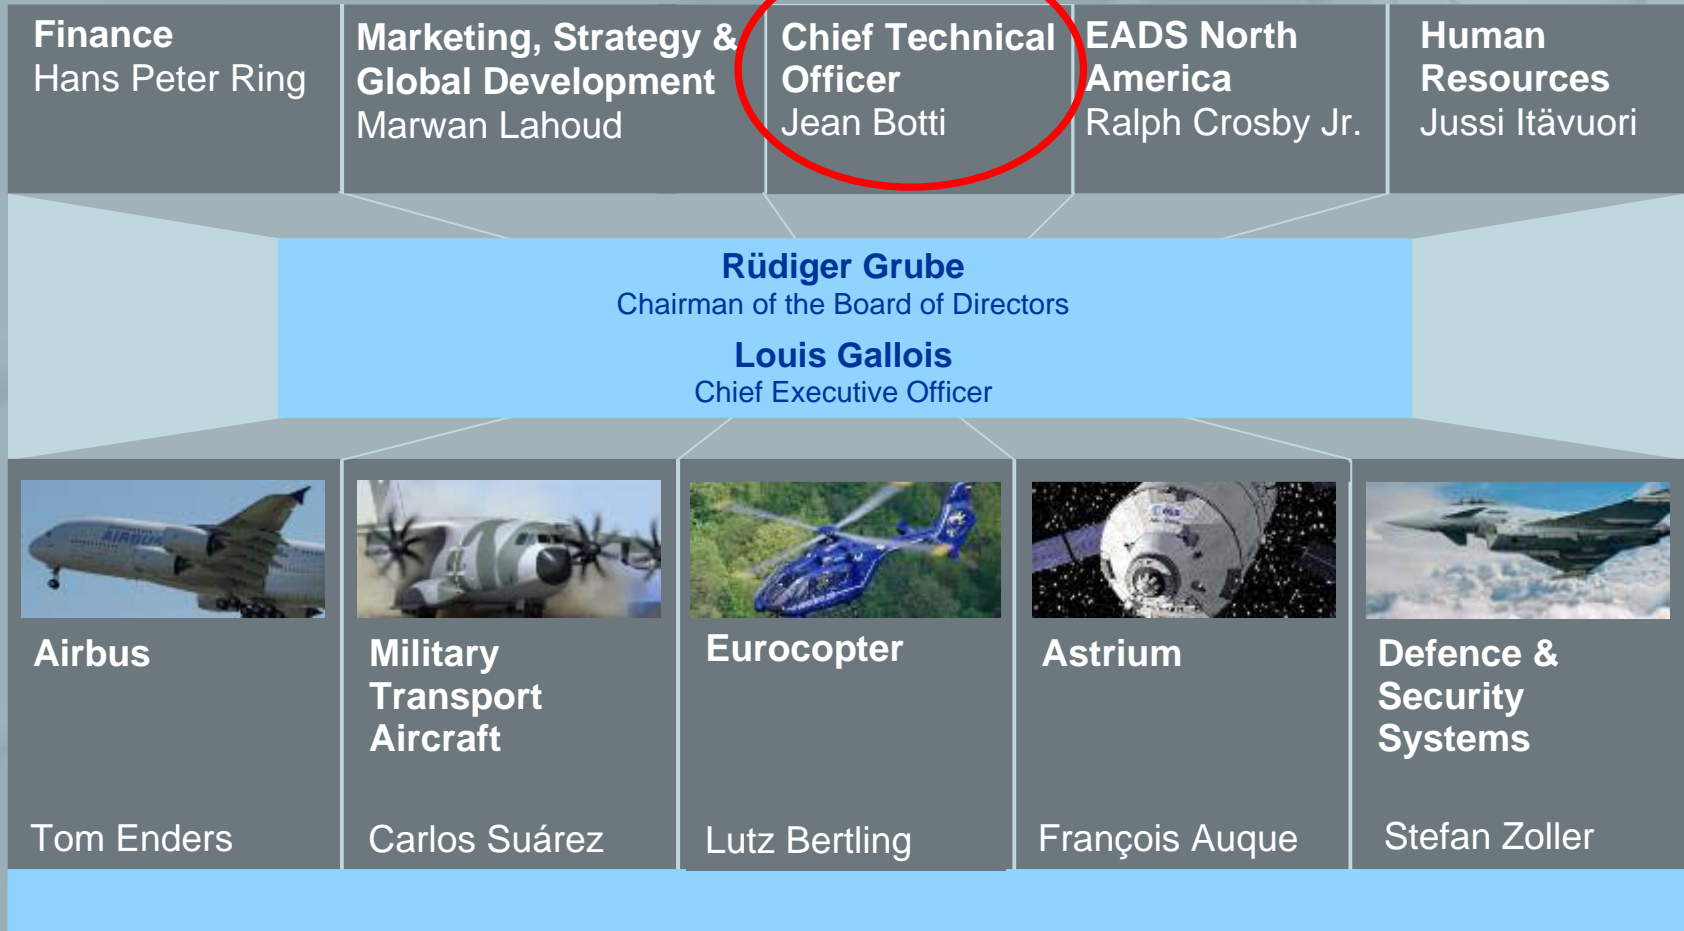 Finance
Hans Peter Ring
Marketing, Strategy &
Global Development
Marwan Lahoud
Chief Technical
Officer
Jean Botti
EADS North
America
Ralph Crosby Jr.
Human
Resources
Jussi Itävuori
Rüdiger Grube
Chairman of the Board of Directors
Louis Gallois
Chief Executive Officer
AIRBUS
esa
Airbus
Tom Enders
Military
Transport
Aircraft
Carlos Suárez
Eurocopter
Lutz Bertling
Astrium
François Auque
Defence &
Security
Systems
Stefan Zoller